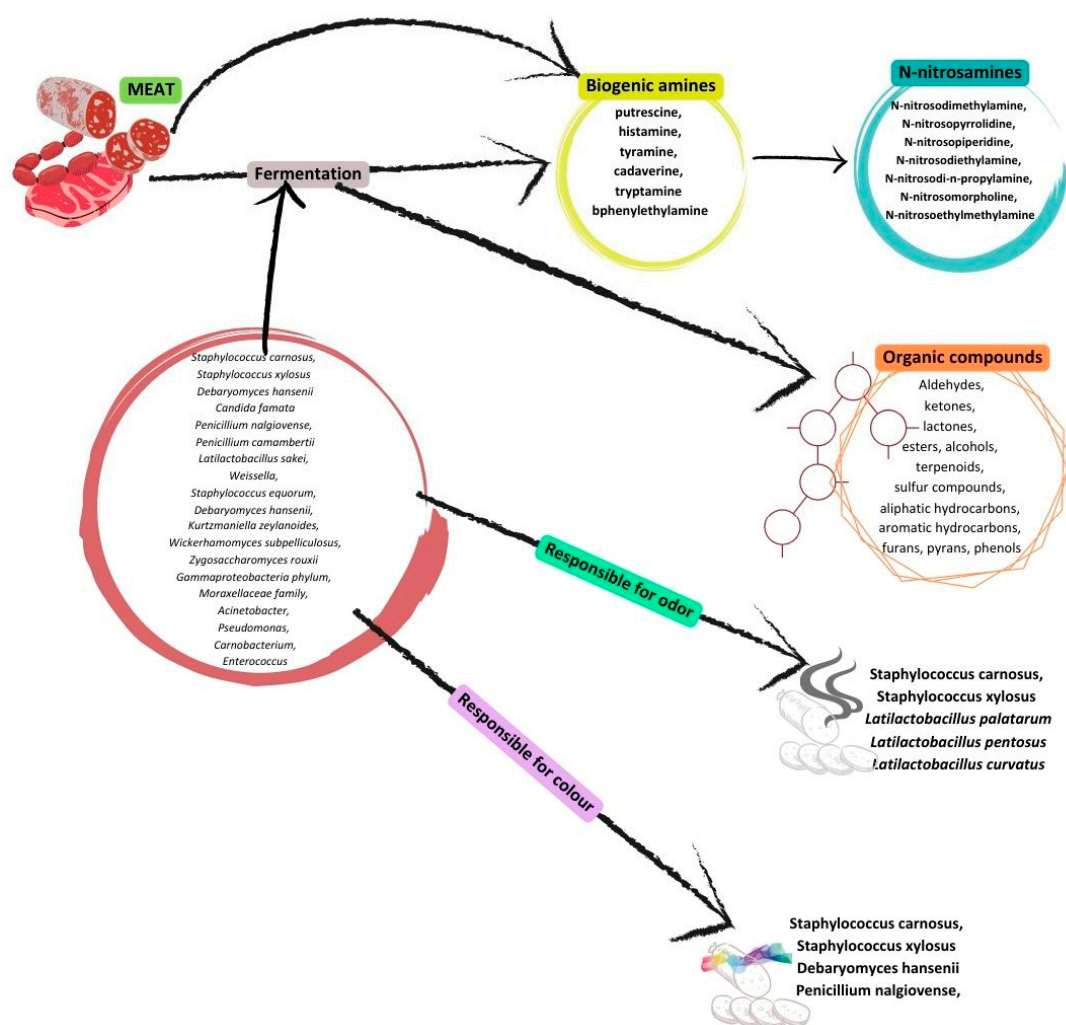 MEAT
Fermentation
Biogenic amines
putrescine,
histamine,
tyramine,
cadaverine,
tryptamine
bphenylethylamine
N-nitrosamines
N-nitrosodimethylamine,
N-nitrosopyrrolidine,
N-nitrosopiperidine,
N-nitrosodiethylamine,
N-nitrosodi-n-propylamine,
N-nitrosomorpholine,
N-nitrosoethylmethylamine
Staphylococcus carnosus,
Staphylococcus xylosus
Debaryomyces hansenii
Candida famata
Penicillium nalgiovense,
Penicillium camambertii
Latilactobacillus sakei,
Weissella,
Staphylococcus equorum,
Debaryomyces hansenii,
Kurtzmaniella zeylanoides,
Wickerhamomyces subpelliculosus,
Zygosaccharomyces rouxii
Gammaproteobacteria phylum,
Moraxellaceae family,
Acinetobacter,
Pseudomonas,
Carnobacterium,
Enterococcus
Organic compounds
Aldehydes,
ketones,
lactones,
esters, alcohols,
terpenoids,
sulfur compounds,
aliphatic hydrocarbons,
aromatic hydrocarbons,
furans, pyrans, phenols
Responsible for odor
Staphylococcus carnosus,
Staphylococcus xylosus
Latilactobacillus palatarum
Latilactobacillus pentosus
Latilactobacillus curvatus
Responsible for colour
Staphylococcus carnosus,
Staphylococcus xylosus
Debaryomyces hansenii
Penicillium nalgiovense,